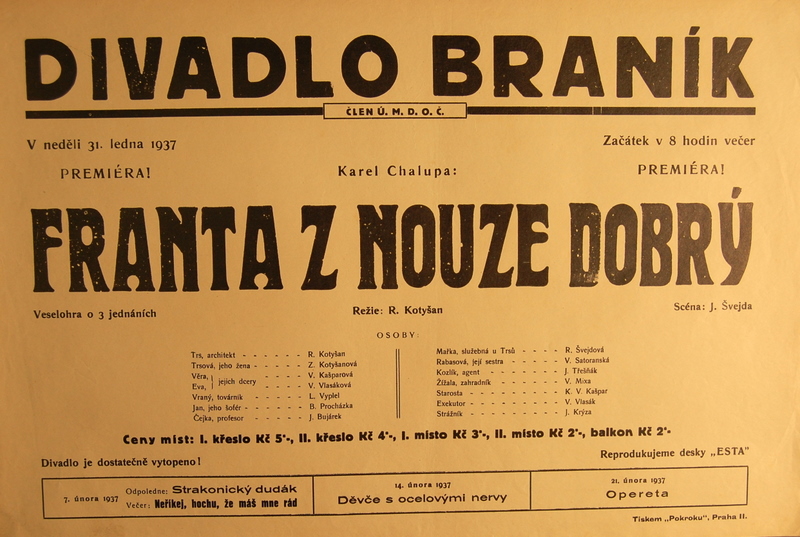 DIVADLO BRANÍK
ČLEN Ú. M. D. O. Č.
V neděli 31. ledna 1937
Začátek v 8 hodin večer
PREMIÉRA!
Karel Chalupa:
PREMIÉRA!
FRANTA Z NOUZE DOBRÝ
Veselohra o 3 jednáních
Režie: R. Kotyšan
Scéna: J. Švejda
OSOBY:
Trs, architekt - - - - - - R. Kotyšan
Trsová, jeho žena - - - - - Z. Kotyšanová
Věra, } jejich dcery - - - - V. Kašparová
Eva, } V. Vlasáková
Vraný, továrník - - - - - L. Vyplel
Jan, jeho šofér - - - - - - B. Procházka
Čejka, profesor - - - - - - J. Bujárek
Mařka, služebná u Trsů - - - - R. Švejdová
Rabasová, její sestra - - - - - V. Satoranská
Kozlík, agent - - - - - - - J. Třešňák
Žížala, zahradník - - - - - - V. Mixa
Starosta - - - - - - - - K. V. Kašpar
Exekutor - - - - - - - - V. Vlasák
Strážník - - - - - - - - J. Krýza
Ceny míst: I. křeslo Kč 5·-, II. křeslo Kč 4·-, I. místo Kč 3·-, II. místo Kč 2·-, balkon Kč 2·-
Divadlo je dostatečně vytopeno!
Reprodukujeme desky „ESTA"
7. února 1937 Odpoledne: Strakonický dudák
Večer: Neříkej, hochu, že máš mne rád
14. února 1937
Děvče s ocelovými nervy
21. února 1937
Opereta
Tiskem „Pokroku", Praha II.